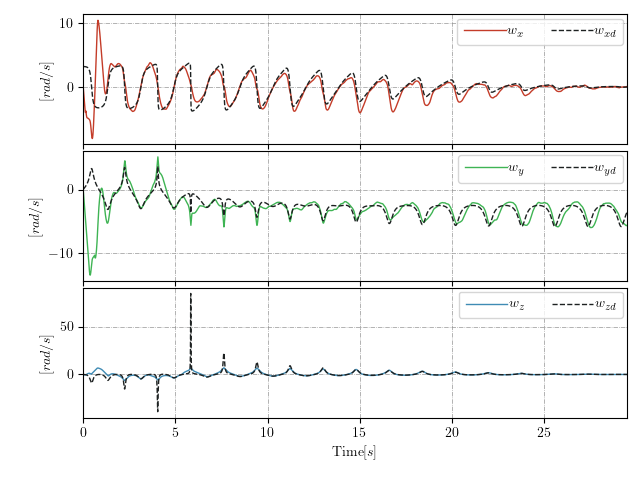 10
0
[rad/s]
w_x w_xd
0
−10
[rad/s]
w_y w_yd
50
0
[rad/s]
w_z w_zd
0 5 10 15 20 25
Time[s]